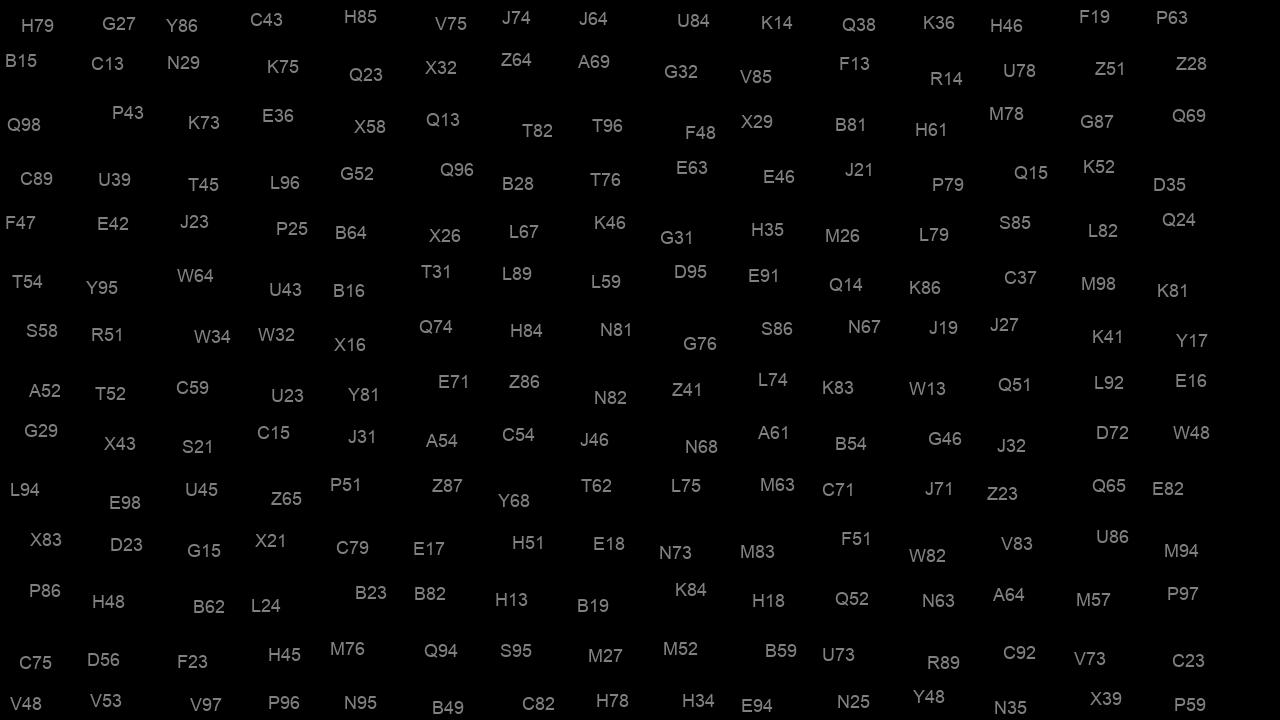 H79 G27 Y86 C43 H85 V75 J74 J64 U84 K14 Q38 K36 H46 F19 P63
B15 C13 N29 K75 Q23 X32 Z64 A69 G32 V85 F13 R14 U78 Z51 Z28
Q98 P43 K73 E36 X58 Q13 T82 T96 F48 X29 B81 H61 M78 G87 Q69
C89 U39 T45 L96 G52 Q96 B28 T76 E63 E46 J21 P79 Q15 K52 D35
F47 E42 J23 P25 B64 X26 L67 K46 G31 H35 M26 L79 S85 L82 Q24
T54 Y95 W64 U43 B16 T31 L89 L59 D95 E91 Q14 K86 C37 M98 K81
S58 R51 W34 W32 X16 Q74 H84 N81 G76 S86 N67 J19 J27 K41 Y17
A52 T52 C59 U23 Y81 E71 Z86 N82 Z41 L74 K83 W13 Q51 L92 E16
G29 X43 S21 C15 J31 A54 C54 J46 N68 A61 B54 G46 J32 D72 W48
L94 E98 U45 Z65 P51 Z87 Y68 T62 L75 M63 C71 J71 Z23 Q65 E82
X83 D23 G15 X21 C79 E17 H51 E18 N73 M83 F51 W82 V83 U86 M94
P86 H48 B62 L24 B23 B82 H13 B19 K84 H18 Q52 N63 A64 M57 P97
C75 D56 F23 H45 M76 Q94 S95 M27 M52 B59 U73 R89 C92 V73 C23
V48 V53 V97 P96 N95 B49 C82 H78 H34 E94 N25 Y48 N35 X39 P59